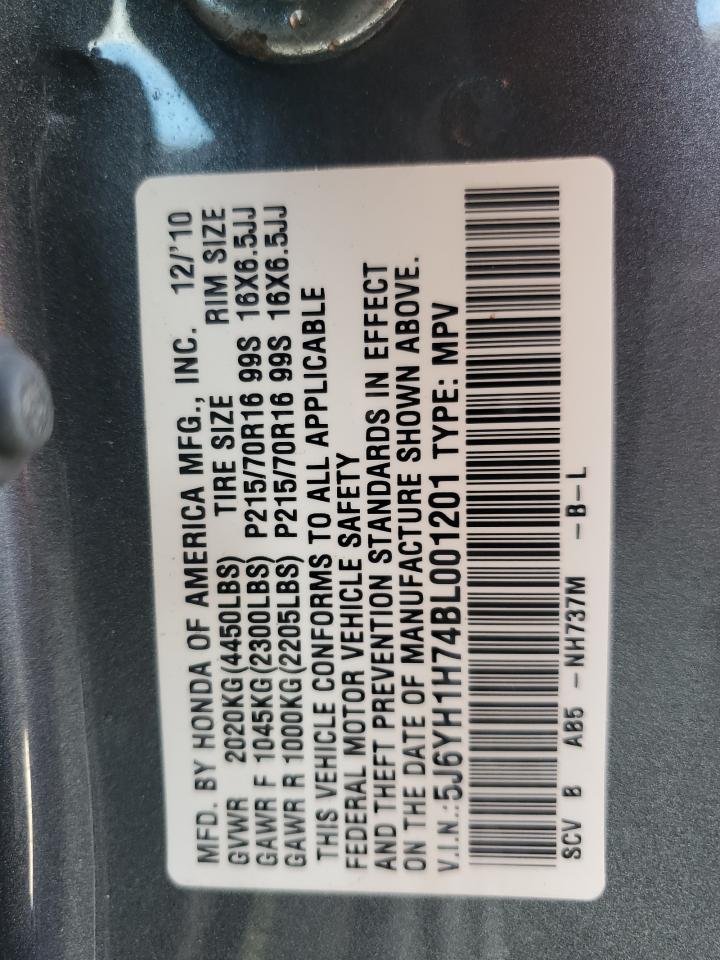 MFD. BY HONDA OF AMERICA MFG., INC. 12/'10
GVWR 2020KG(4450LBS) TIRE SIZE RIM SIZE
GAWR F 1045KG(2300LBS) P215/70R16 99S 16X6.5JJ
GAWR R 1000KG(2205LBS) P215/70R16 99S 16X6.5JJ
THIS VEHICLE CONFORMS TO ALL APPLICABLE
FEDERAL MOTOR VEHICLE SAFETY
AND THEFT PREVENTION STANDARDS IN EFFECT
ON THE DATE OF MANUFACTURE SHOWN ABOVE.
V.I.N.:5J6YH1H74BL001201 TYPE: MPV
SCV B AB5 -NH737M -B-L